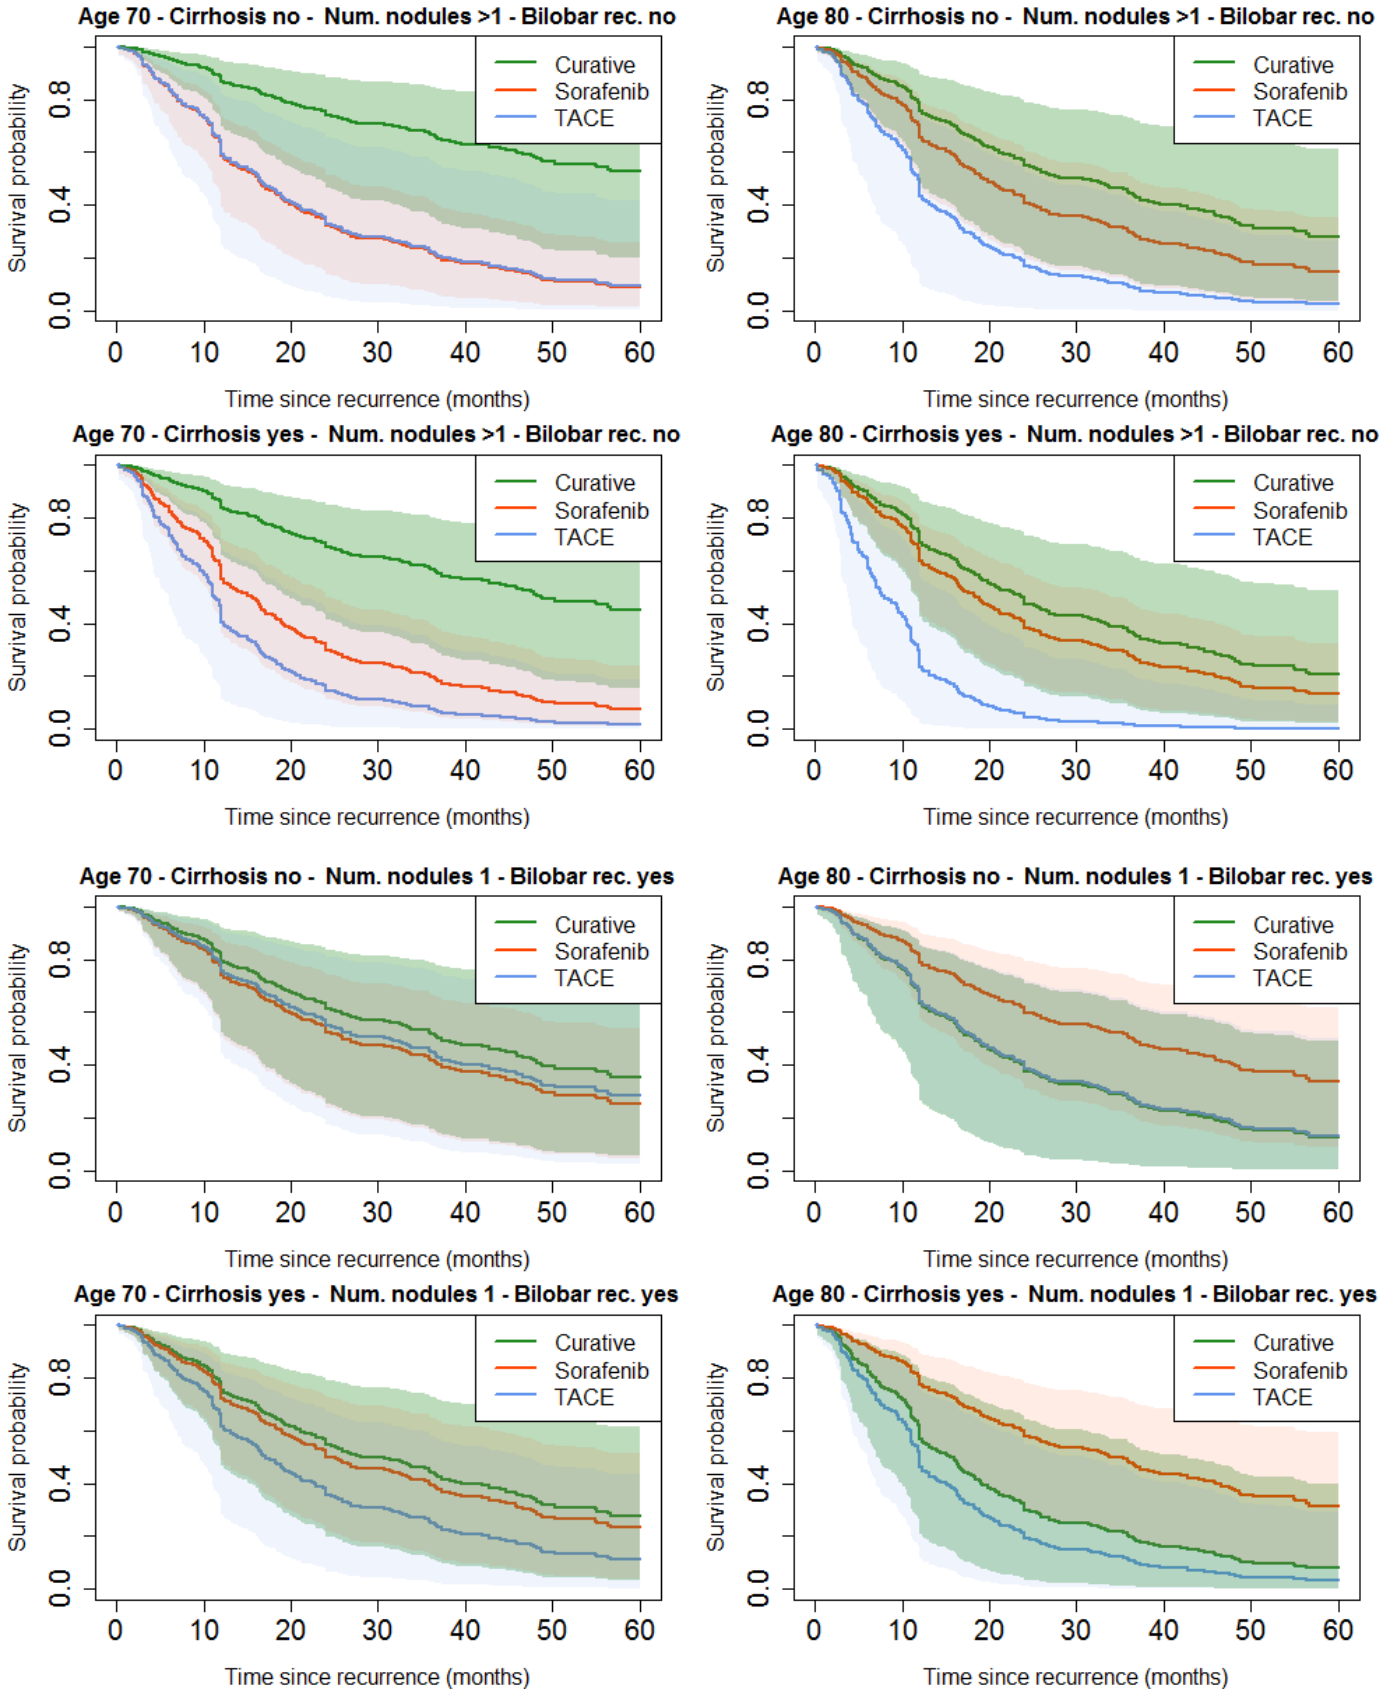 Age 70 - Cirrhosis no - Num. nodules >1 - Bilobar rec. no
Survival probability
0.0 0.4 0.8
Curative
Sorafenib
TACE
0 10 20 30 40 50 60
Time since recurrence (months)
Age 80 - Cirrhosis no - Num. nodules >1 - Bilobar rec. no
Survival probability
0.0 0.4 0.8
Curative
Sorafenib
TACE
0 10 20 30 40 50 60
Time since recurrence (months)
Age 70 - Cirrhosis yes - Num. nodules >1 - Bilobar rec. no
Survival probability
0.0 0.4 0.8
Curative
Sorafenib
TACE
0 10 20 30 40 50 60
Time since recurrence (months)
Age 80 - Cirrhosis yes - Num. nodules >1 - Bilobar rec. no
Survival probability
0.0 0.4 0.8
Curative
Sorafenib
TACE
0 10 20 30 40 50 60
Time since recurrence (months)
Age 70 - Cirrhosis no - Num. nodules 1 - Bilobar rec. yes
Survival probability
0.0 0.4 0.8
Curative
Sorafenib
TACE
0 10 20 30 40 50 60
Time since recurrence (months)
Age 80 - Cirrhosis no - Num. nodules 1 - Bilobar rec. yes
Survival probability
0.0 0.4 0.8
Curative
Sorafenib
TACE
0 10 20 30 40 50 60
Time since recurrence (months)
Age 70 - Cirrhosis yes - Num. nodules 1 - Bilobar rec. yes
Survival probability
0.0 0.4 0.8
Curative
Sorafenib
TACE
0 10 20 30 40 50 60
Time since recurrence (months)
Age 80 - Cirrhosis yes - Num. nodules 1 - Bilobar rec. yes
Survival probability
0.0 0.4 0.8
Curative
Sorafenib
TACE
0 10 20 30 40 50 60
Time since recurrence (months)